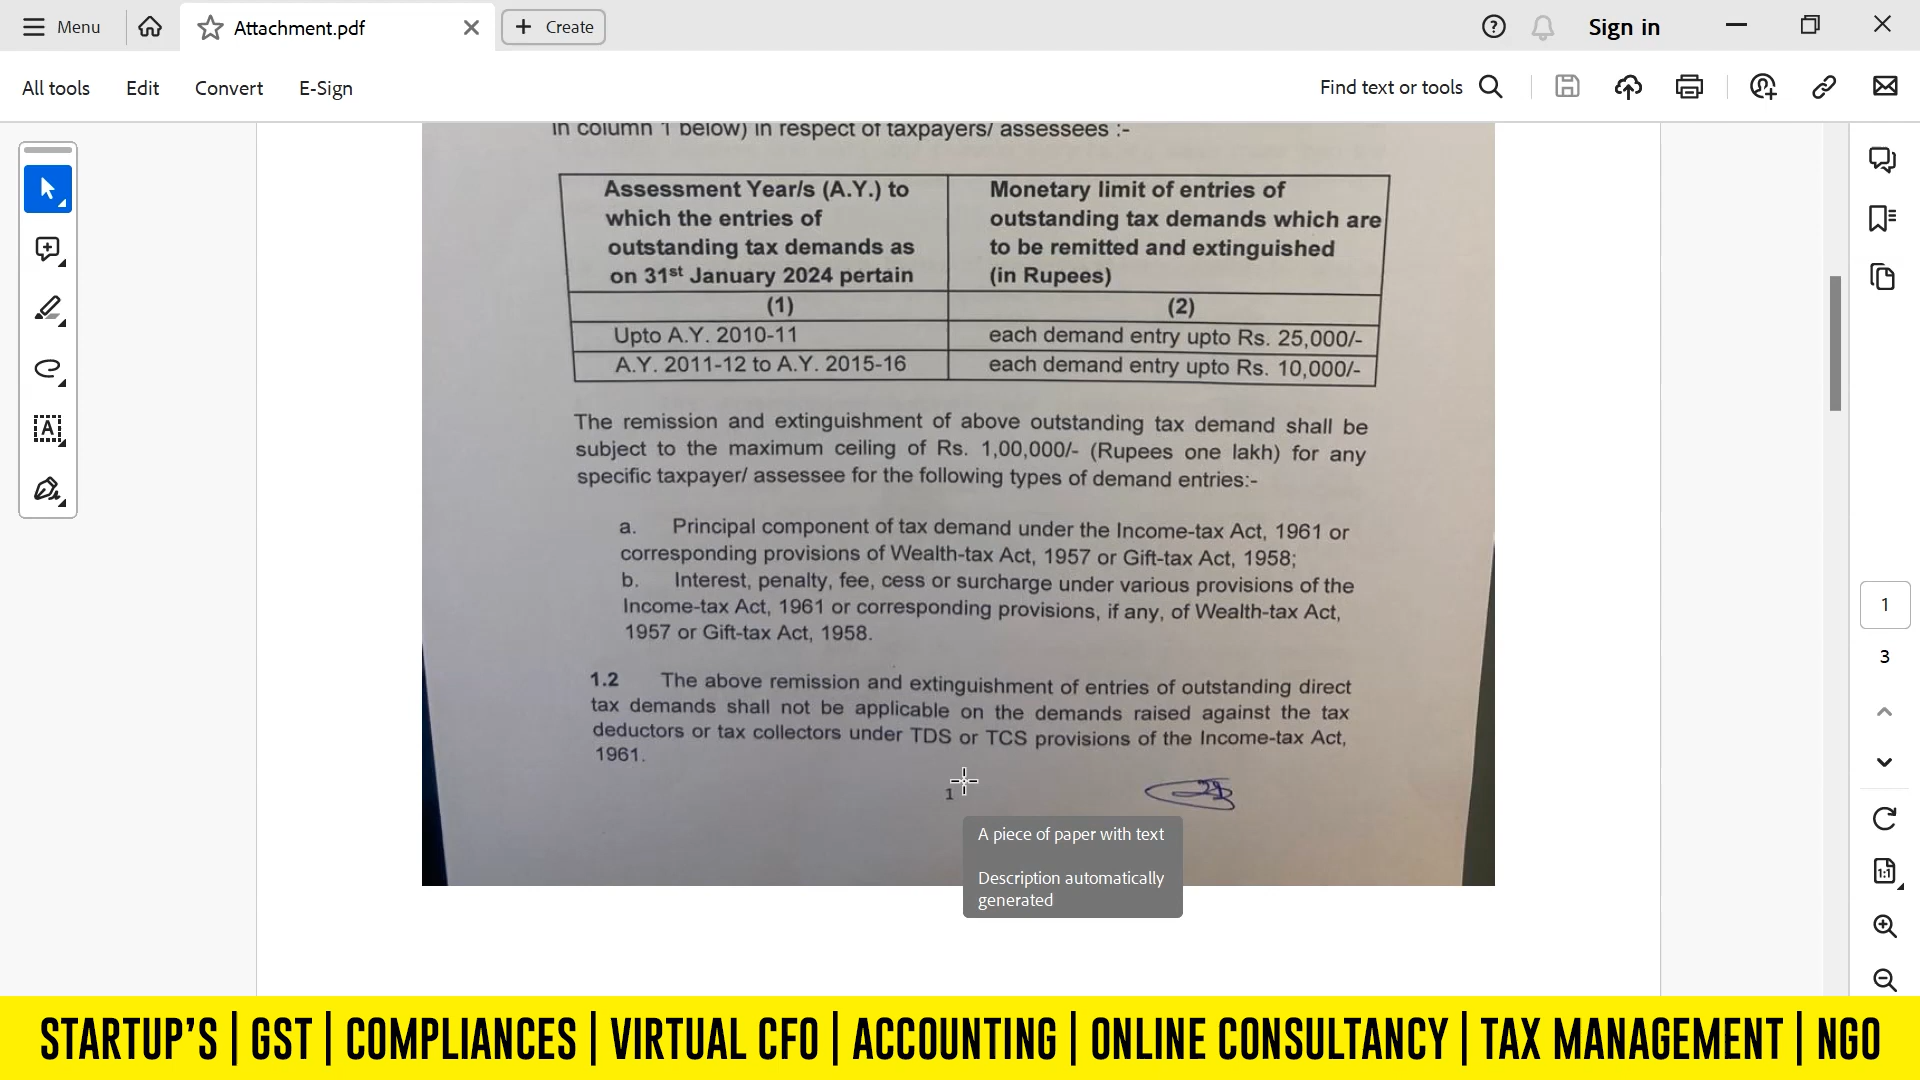 Menu
Attachment.pdf
Create
Sign in
All tools
Edit
Convert
E-Sign
Find text or tools
in column 1 below) in respect of taxpayers/ assessees :-
Assessment Year/s (A.Y.) to
which the entries of
outstanding tax demands as
on 31st January 2024 pertain
Monetary limit of entries of
outstanding tax demands which are
to be remitted and extinguished
(in Rupees)
(1)
(2)
Upto A.Y. 2010-11
each demand entry upto Rs. 25,000/-
A.Y. 2011-12 to A.Y. 2015-16
each demand entry upto Rs. 10,000/-
The remission and extinguishment of above outstanding tax demand shall be
subject to the maximum ceiling of Rs. 1,00,000/- (Rupees one lakh) for any
specific taxpayer/ assessee for the following types of demand entries:-
a. Principal component of tax demand under the Income-tax Act, 1961 or
corresponding provisions of Wealth-tax Act, 1957 or Gift-tax Act, 1958;
b. Interest, penalty, fee, cess or surcharge under various provisions of the
Income-tax Act, 1961 or corresponding provisions, if any, of Wealth-tax Act,
1957 or Gift-tax Act, 1958.
1.2 The above remission and extinguishment of entries of outstanding direct
tax demands shall not be applicable on the demands raised against the tax
deductors or tax collectors under TDS or TCS provisions of the Income-tax Act,
1961.
1
A piece of paper with text
Description automatically
generated
1
3
STARTUP'S | GST | COMPLIANCES | VIRTUAL CFO | ACCOUNTING | ONLINE CONSULTANCY | TAX MANAGEMENT | NGO